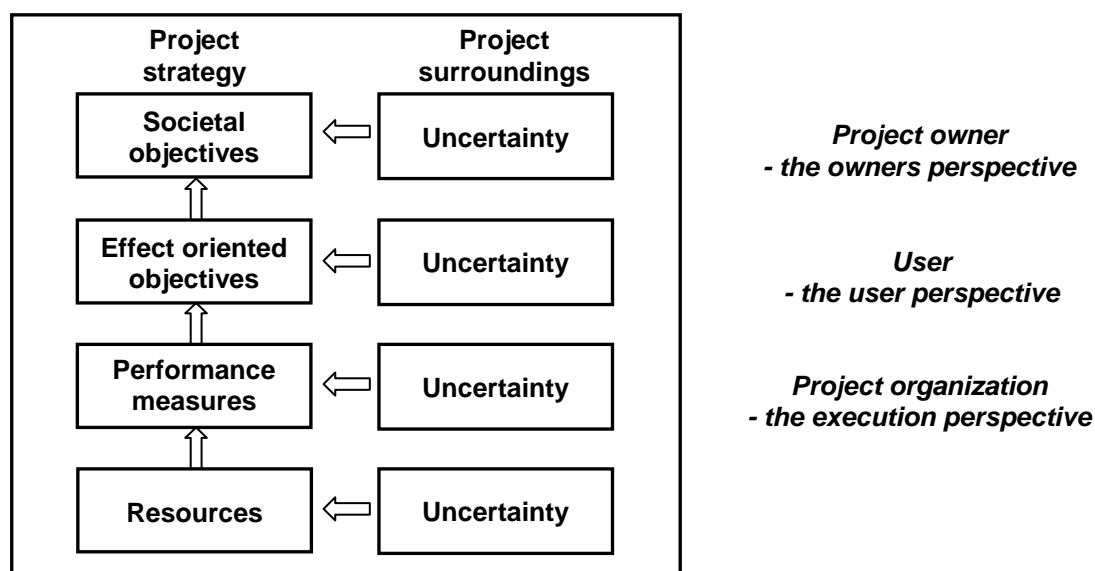 Project
strategy
Project
surroundings
Societal
objectives
Uncertainty
Project owner
- the owners perspective
Effect oriented
objectives
Uncertainty
User
- the user perspective
Performance
measures
Uncertainty
Project organization
- the execution perspective
Resources
Uncertainty